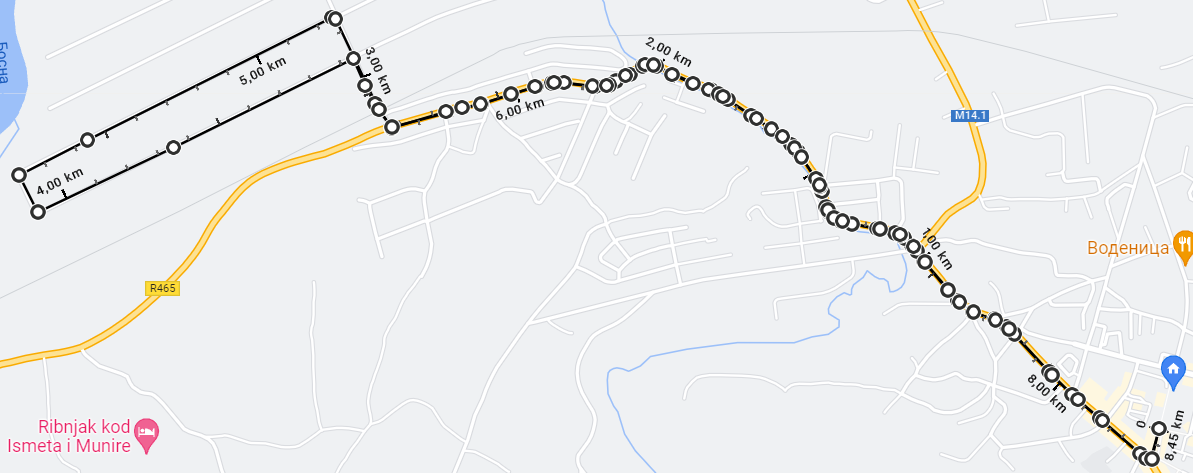 Босна
3,00 km
5,00 km
4,00 km
6,00 km
2,00 km
M14.1
R465
1,00 km
Воденица
8,00 km
0
8,45 km
Ribnjak kod
Ismeta i Munire